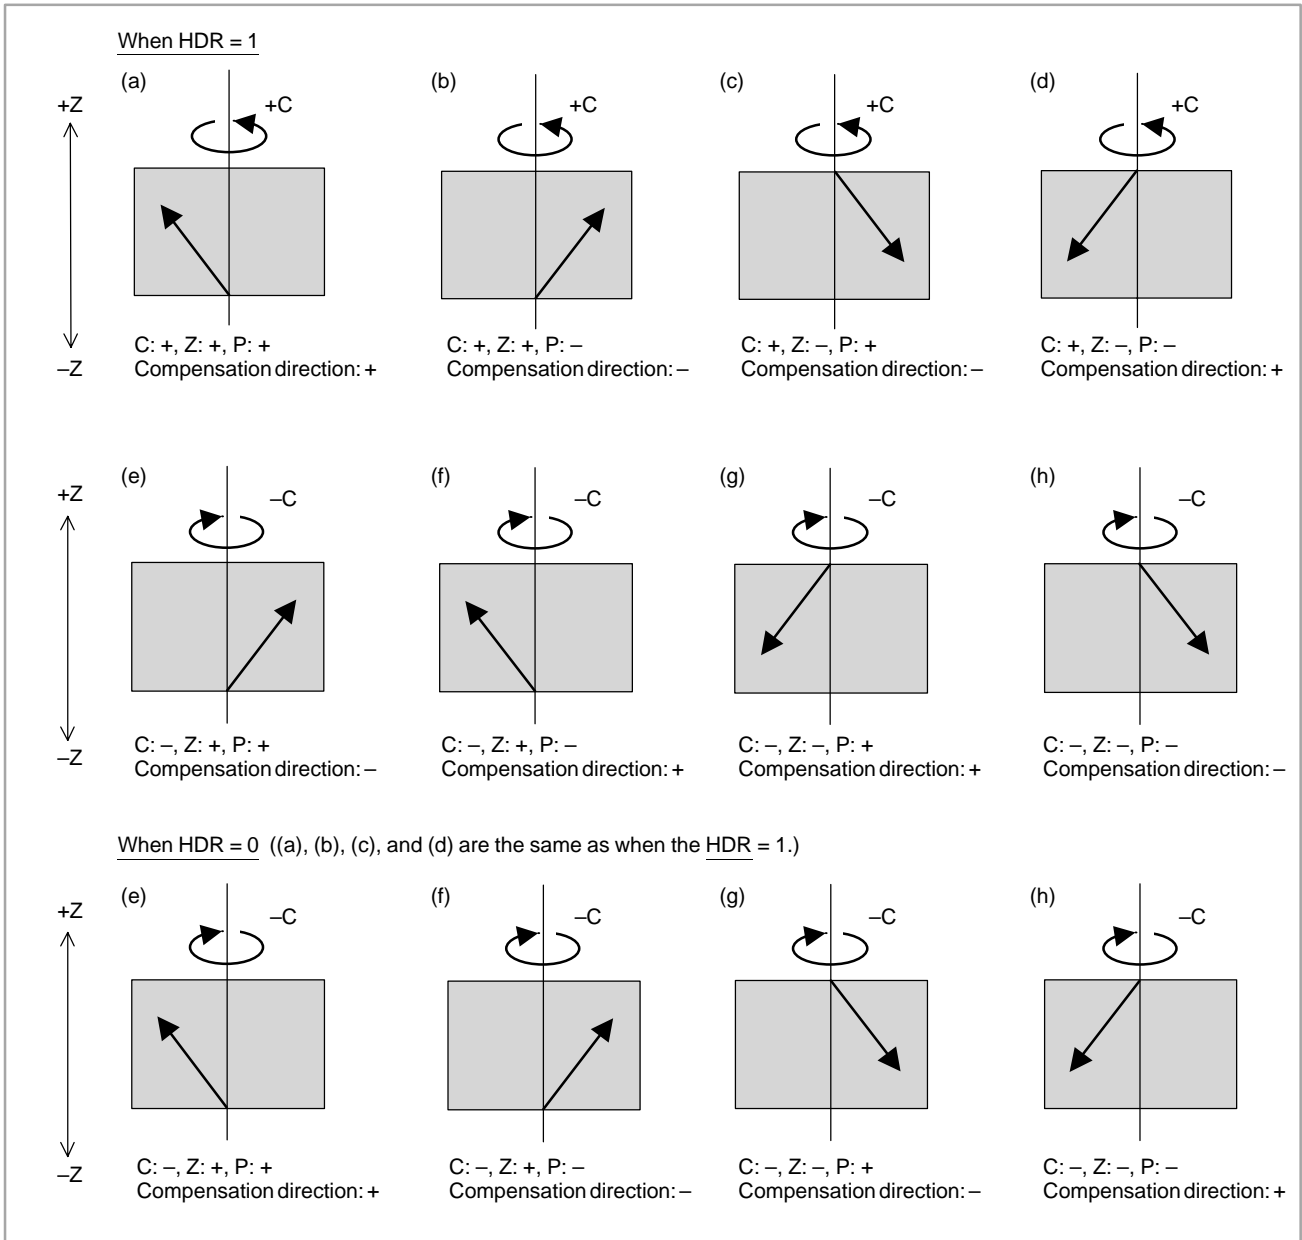 When HDR = 1
(a) (b) (c) (d)
+Z +C +C +C +C
–Z
C: +, Z: +, P: + C: +, Z: +, P: – C: +, Z: –, P: + C: +, Z: –, P: –
Compensation direction: + Compensation direction: – Compensation direction: – Compensation direction: +
(e) (f) (g) (h)
+Z –C –C –C –C
–Z
C: –, Z: +, P: + C: –, Z: +, P: – C: –, Z: –, P: + C: –, Z: –, P: –
Compensation direction: – Compensation direction: + Compensation direction: + Compensation direction: –
When HDR = 0 ((a), (b), (c), and (d) are the same as when the HDR = 1.)
(e) (f) (g) (h)
+Z –C –C –C –C
–Z
C: –, Z: +, P: + C: –, Z: +, P: – C: –, Z: –, P: + C: –, Z: –, P: –
Compensation direction: + Compensation direction: – Compensation direction: – Compensation direction: +